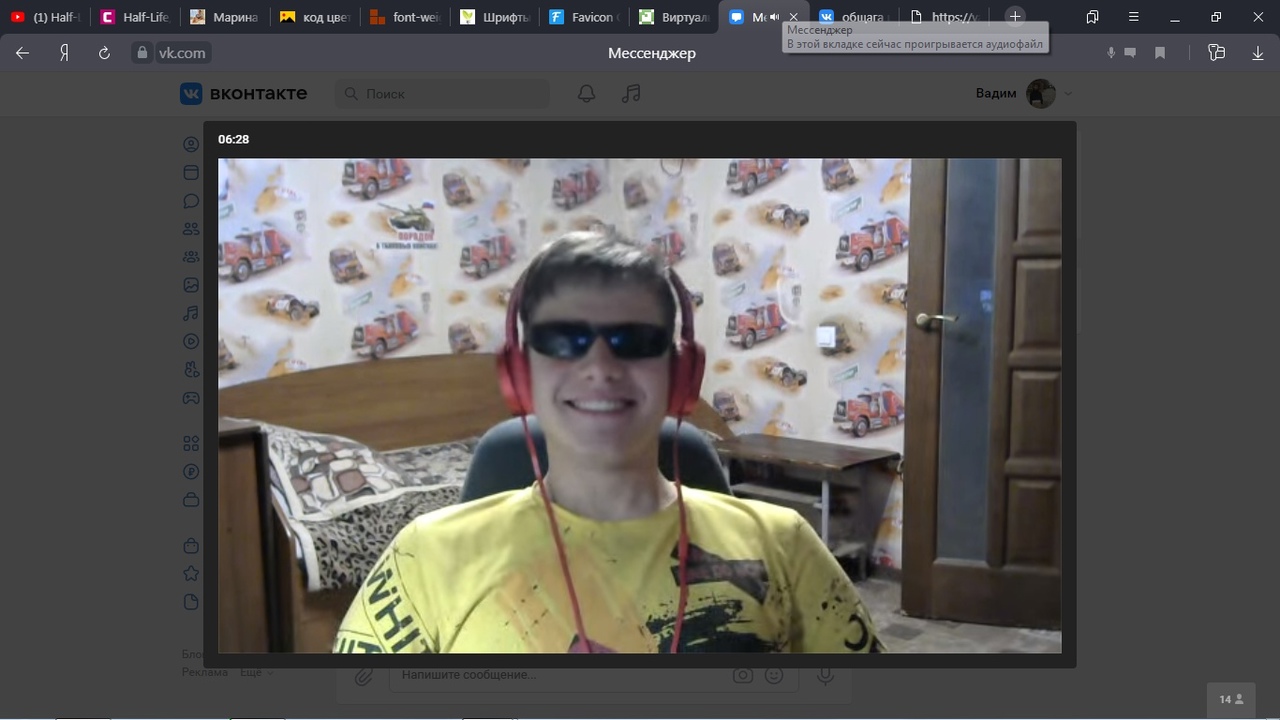 (1) Half-L
Half-Life,
Марина
код цвет
font-wei
Шрифты
Favicon
Виртуал
Ме
общага
https://v
Мессенджер
В этой вкладке сейчас проигрывается аудиофайл
vk.com
Мессенджер
вконтакте
Поиск
Вадим
06:28
ПОРЯДОК
В ТАНКОВЫХ ВОЙСКАХ
WHIT
Бло
Реклама Ещё
Напишите сообщение...
14